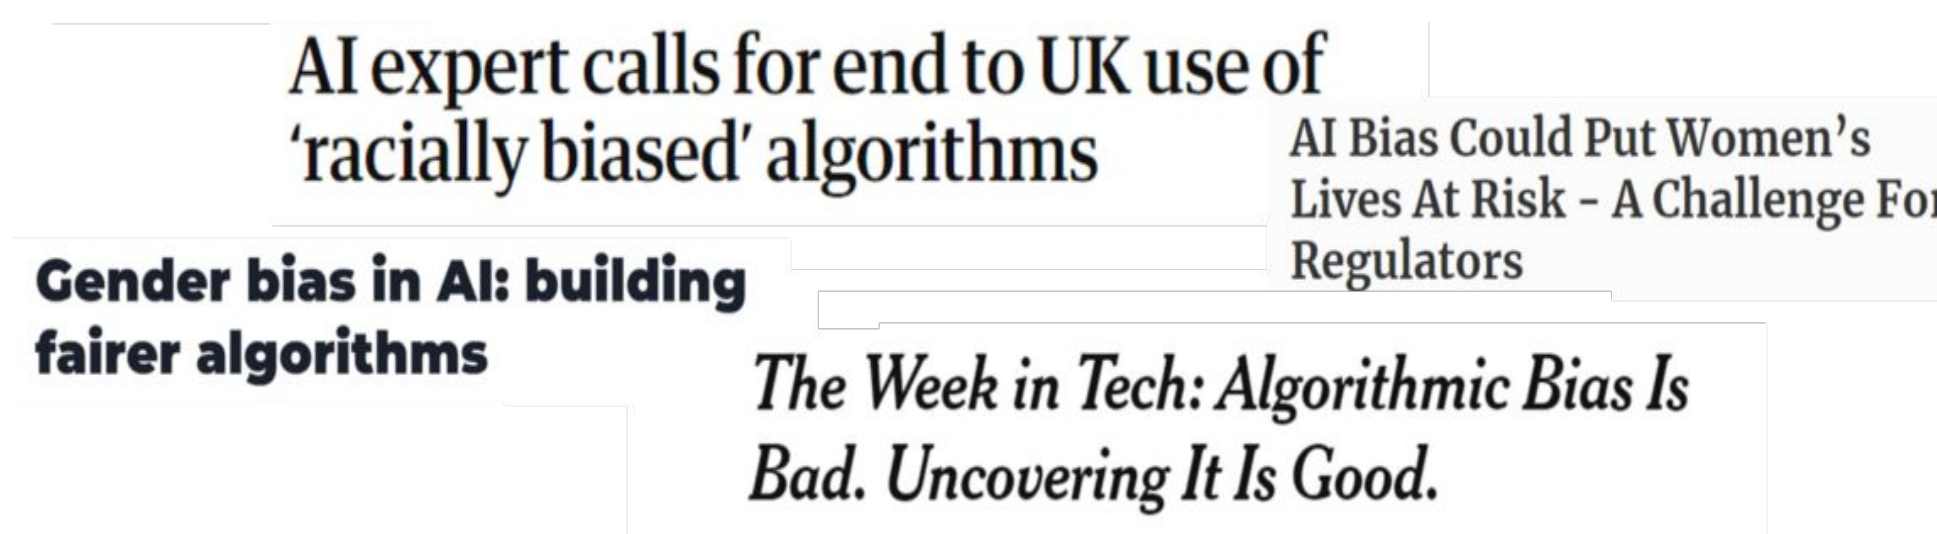 AI expert calls for end to UK use of
‘racially biased’ algorithms
AI Bias Could Put Women’s
Lives At Risk – A Challenge For
Regulators
Gender bias in AI: building
fairer algorithms
The Week in Tech: Algorithmic Bias Is
Bad. Uncovering It Is Good.